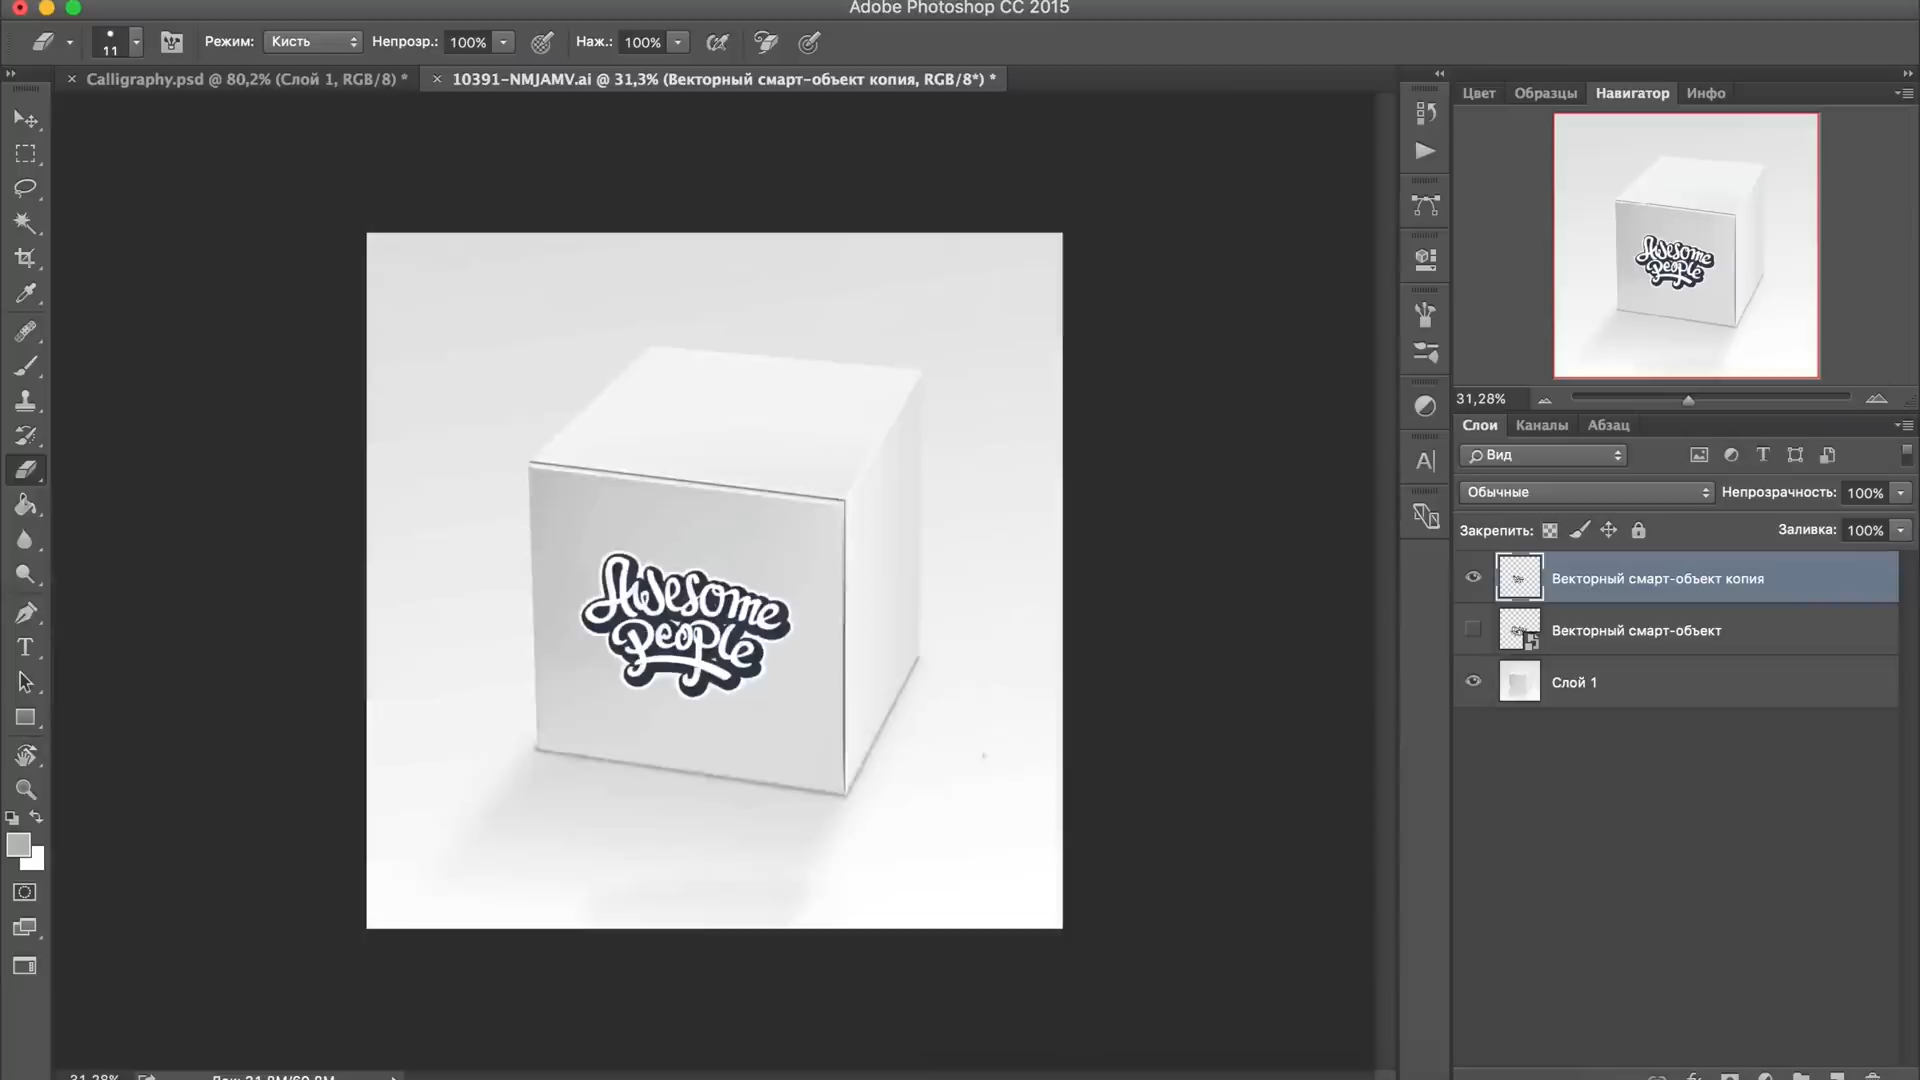 Adobe Photoshop CC 2015
11 Режим: Кисть Непрозр.: 100% Наж.: 100%
Calligraphy.psd @ 80,2% (Слой 1, RGB/8) *
10391-NMJAMV.ai @ 31,3% (Векторный смарт-объект копия, RGB/8*) *
Цвет Образцы Навигатор Инфо
31,28%
Слои Каналы Абзац
Вид
Обычные Непрозрачность: 100%
Закрепить: Заливка: 100%
Векторный смарт-объект копия
Векторный смарт-объект
Слой 1
Awesome
People